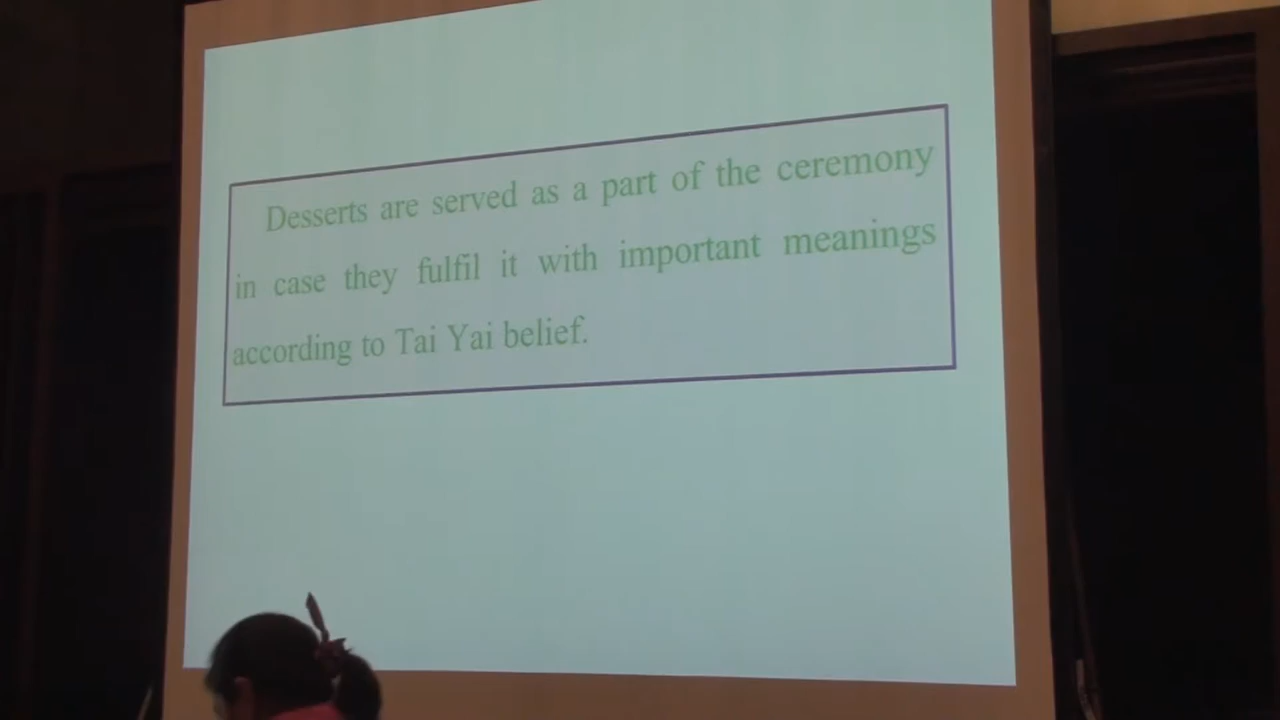 Desserts are served as a part of the ceremony
in case they fulfil it with important meanings
according to Tai Yai belief.